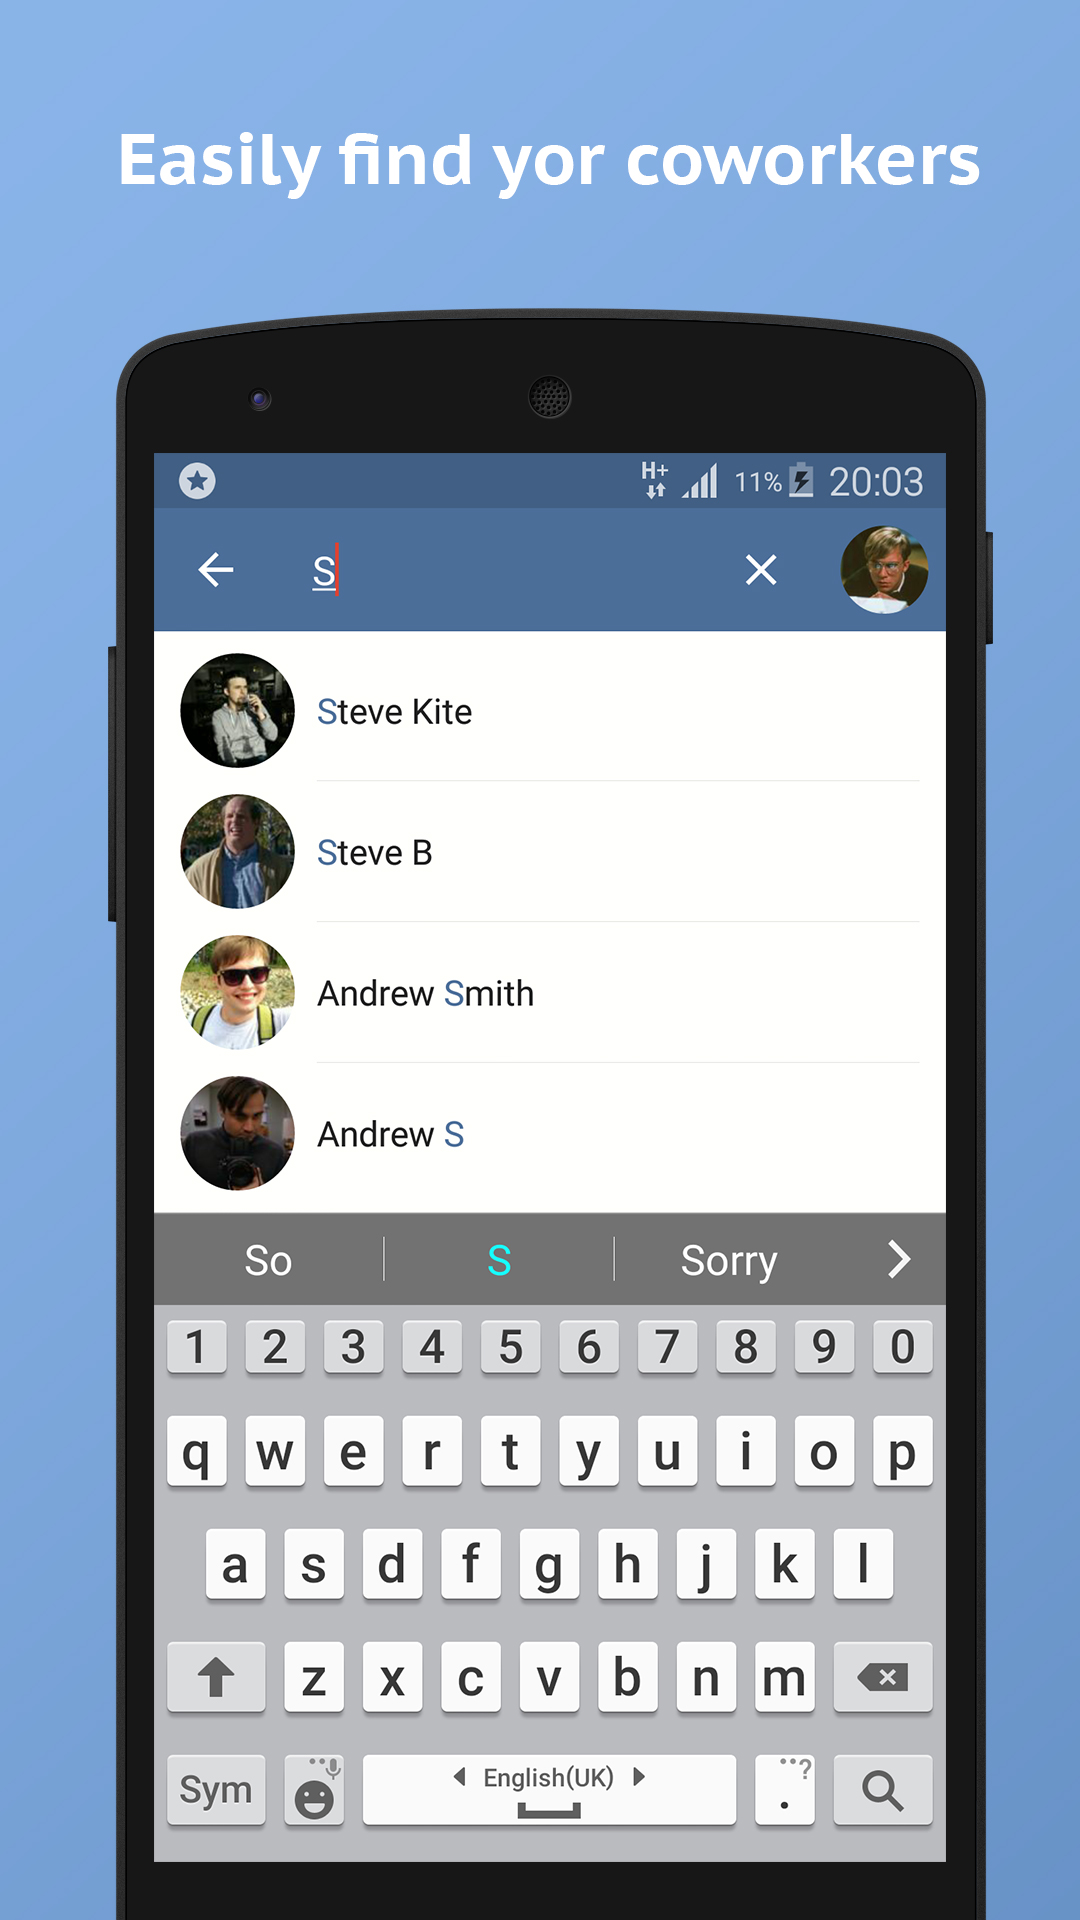 Easily find yor coworkers
H+ 11% 20:03
S
Steve Kite
Steve B
Andrew Smith
Andrew S
So S Sorry
1 2 3 4 5 6 7 8 9 0
q w e r t y u i o p
a s d f g h j k l
z x c v b n m
Sym English(UK) . ?